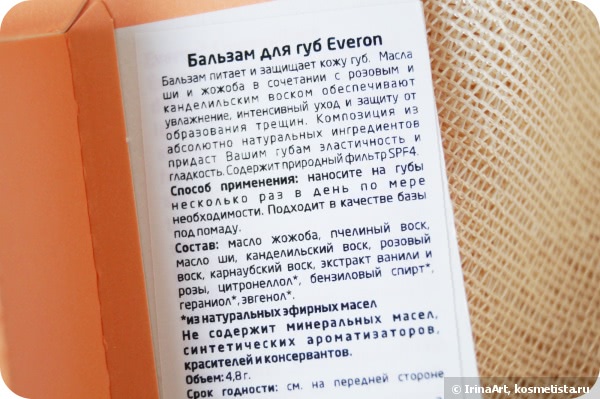 Бальзам для губ Everon
Бальзам питает и защищает кожу губ. Масла
ши и жожоба в сочетании с розовым и
канделильским воском обеспечивают
увлажнение, интенсивный уход и защиту от
образования трещин. Композиция из
абсолютно натуральных ингредиентов
придаст Вашим губам эластичность и
гладкость. Содержит природный фильтр SPF4.
Способ применения: наносите на губы
несколько раз в день по мере
необходимости. Подходит в качестве базы
под помаду.
Состав: масло жожоба, пчелиный воск,
масло ши, канделильский воск, розовый
воск, карнаубский воск, экстракт ванили и
розы, цитронеллол*, бензиловый спирт*,
гераниол*, эвгенол*.
*из натуральных эфирных масел
Не содержит минеральных масел,
синтетических ароматизаторов,
красителей и консервантов.
Объем: 4,8 г.
Срок годности: см. на передней стороне
© IrinaArt, kosmetista.ru